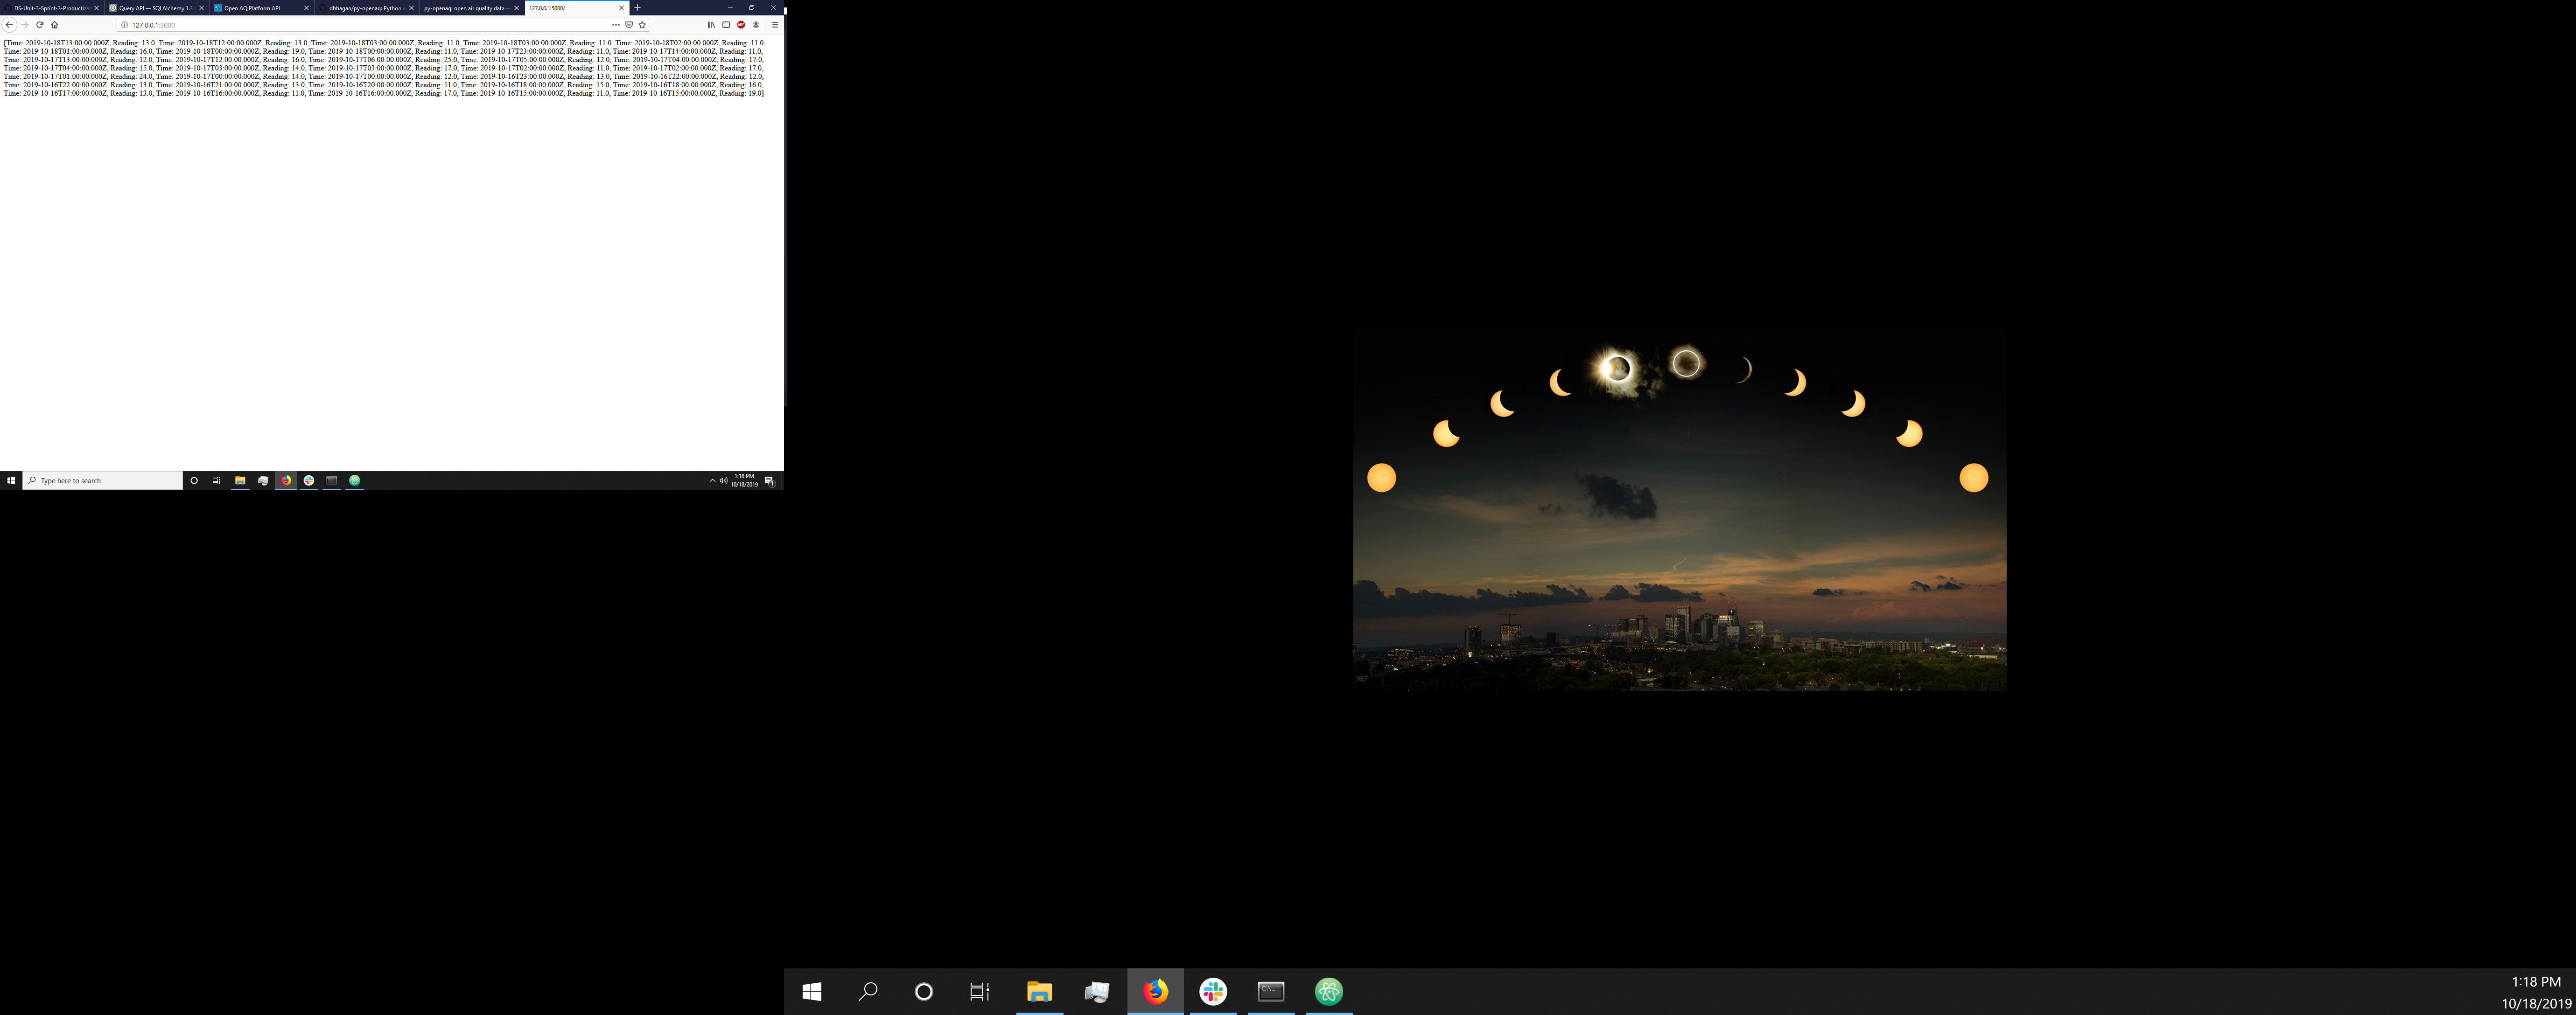 DS-Unit-3-Sprint-3-Productiz
Query API — SQLAlchemy 1.3
Open AQ Platform API
dhhagan/py-openaq: Python
py-openaq: open air quality data
127.0.0.1:5000/
127.0.0.1:5000
[Time: 2019-10-18T13:00:00.000Z, Reading: 13.0, Time: 2019-10-18T12:00:00.000Z, Reading: 13.0, Time: 2019-10-18T03:00:00.000Z, Reading: 11.0, Time: 2019-10-18T03:00:00.000Z, Reading: 11.0, Time: 2019-10-18T02:00:00.000Z, Reading: 11.0,
Time: 2019-10-18T01:00:00.000Z, Reading: 16.0, Time: 2019-10-18T00:00:00.000Z, Reading: 19.0, Time: 2019-10-18T00:00:00.000Z, Reading: 11.0, Time: 2019-10-17T23:00:00.000Z, Reading: 11.0, Time: 2019-10-17T14:00:00.000Z, Reading: 11.0,
Time: 2019-10-17T13:00:00.000Z, Reading: 12.0, Time: 2019-10-17T12:00:00.000Z, Reading: 16.0, Time: 2019-10-17T06:00:00.000Z, Reading: 25.0, Time: 2019-10-17T05:00:00.000Z, Reading: 12.0, Time: 2019-10-17T04:00:00.000Z, Reading: 17.0,
Time: 2019-10-17T04:00:00.000Z, Reading: 15.0, Time: 2019-10-17T03:00:00.000Z, Reading: 14.0, Time: 2019-10-17T03:00:00.000Z, Reading: 17.0, Time: 2019-10-17T02:00:00.000Z, Reading: 11.0, Time: 2019-10-17T02:00:00.000Z, Reading: 17.0,
Time: 2019-10-17T01:00:00.000Z, Reading: 24.0, Time: 2019-10-17T00:00:00.000Z, Reading: 14.0, Time: 2019-10-17T00:00:00.000Z, Reading: 12.0, Time: 2019-10-16T23:00:00.000Z, Reading: 13.0, Time: 2019-10-16T22:00:00.000Z, Reading: 12.0,
Time: 2019-10-16T22:00:00.000Z, Reading: 13.0, Time: 2019-10-16T21:00:00.000Z, Reading: 13.0, Time: 2019-10-16T20:00:00.000Z, Reading: 11.0, Time: 2019-10-16T18:00:00.000Z, Reading: 15.0, Time: 2019-10-16T18:00:00.000Z, Reading: 16.0,
Time: 2019-10-16T17:00:00.000Z, Reading: 13.0, Time: 2019-10-16T16:00:00.000Z, Reading: 11.0, Time: 2019-10-16T16:00:00.000Z, Reading: 17.0, Time: 2019-10-16T15:00:00.000Z, Reading: 11.0, Time: 2019-10-16T15:00:00.000Z, Reading: 19.0]
Type here to search
1:18 PM
10/18/2019
1:18 PM
10/18/2019